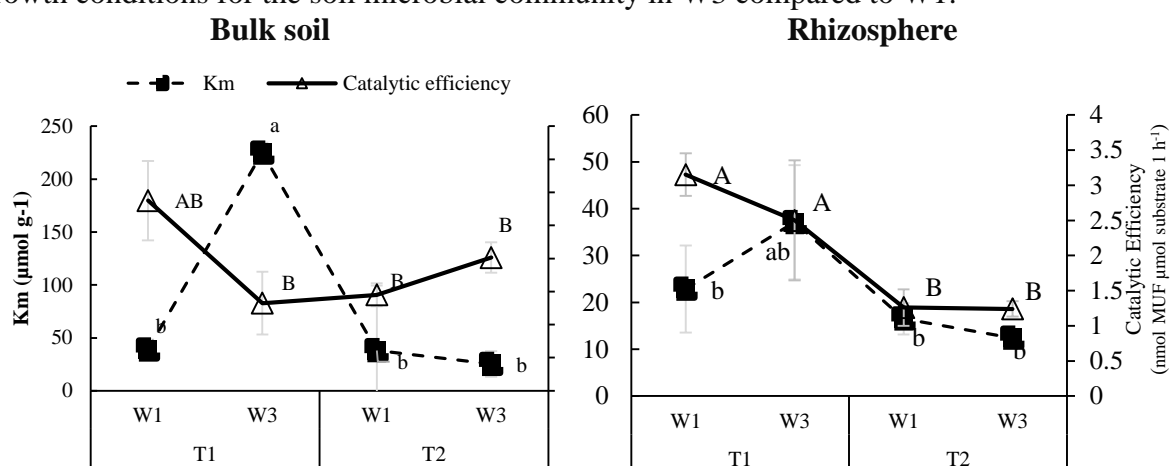 growth conditions for the soil microbial community in W3 compared to W1.
Bulk soil
Rhizosphere
Km
Catalytic efficiency
Km (µmol g-1)
250
200
150
100
50
0
AB
b
a
B
B
b
B
b
W1
W3
W1
W3
T1
T2
60
50
40
30
20
10
0
A
b
A
ab
B
b
B
b
W1
W3
W1
W3
T1
T2
4
3.5
3
2.5
2
1.5
1
0.5
0
Catalytic Efficiency
(nmol MUF µmol substrate 1 h⁻¹)